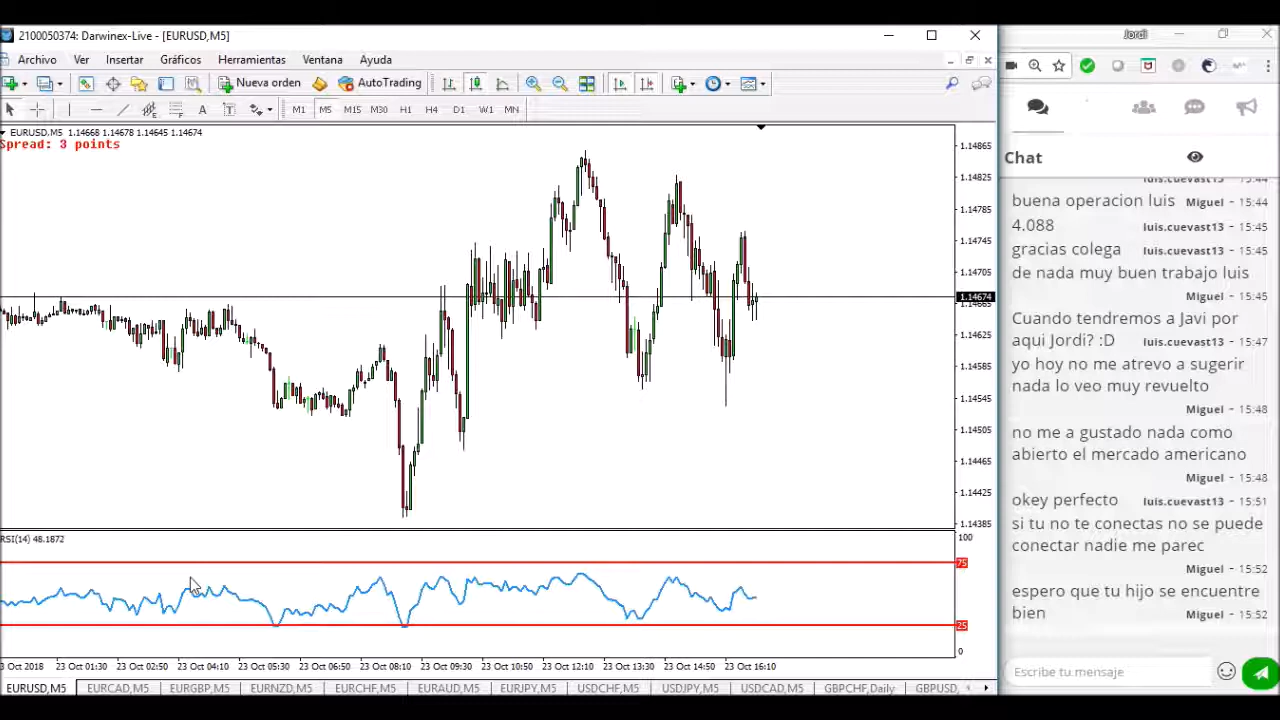 2100050374: Darwinex-Live - [EURUSD,M5]
Jordi
Archivo Ver Insertar Gráficos Herramientas Ventana Ayuda
Nueva orden AutoTrading
A T M1 M5 M15 M30 H1 H4 D1 W1 MN
EURUSD,M5 1.14668 1.14678 1.14645 1.14674
Spread: 3 points
1.14865
1.14825
1.14785
1.14745
1.14705
1.14674
1.14665
1.14625
1.14585
1.14545
1.14505
1.14465
1.14425
1.14385
RSI(14) 48.1872
100
75
25
0
3 Oct 2018 23 Oct 01:30 23 Oct 02:50 23 Oct 04:10 23 Oct 05:30 23 Oct 06:50 23 Oct 08:10 23 Oct 09:30 23 Oct 10:50 23 Oct 12:10 23 Oct 13:30 23 Oct 14:50 23 Oct 16:10
EURUSD,M5 EURCAD,M5 EURGBP,M5 EURNZD,M5 EURCHF,M5 EURAUD,M5 EURJPY,M5 USDCHF,M5 USDJPY,M5 USDCAD,M5 GBPCHF,Daily GBPUSD,
Chat
luis.cuevast13 - 15:44
buena operacion luis Miguel - 15:44
4.088 luis.cuevast13 - 15:45
gracias colega luis.cuevast13 - 15:45
de nada muy buen trabajo luis
Miguel - 15:45
Cuando tendremos a Javi por
aqui Jordi? :D luis.cuevast13 - 15:47
yo hoy no me atrevo a sugerir
nada lo veo muy revuelto
Miguel - 15:48
no me a gustado nada como
abierto el mercado americano
Miguel - 15:48
okey perfecto luis.cuevast13 - 15:51
si tu no te conectas no se puede
conectar nadie me parec
Miguel - 15:52
espero que tu hijo se encuentre
bien Miguel - 15:52
Escribe tu mensaje